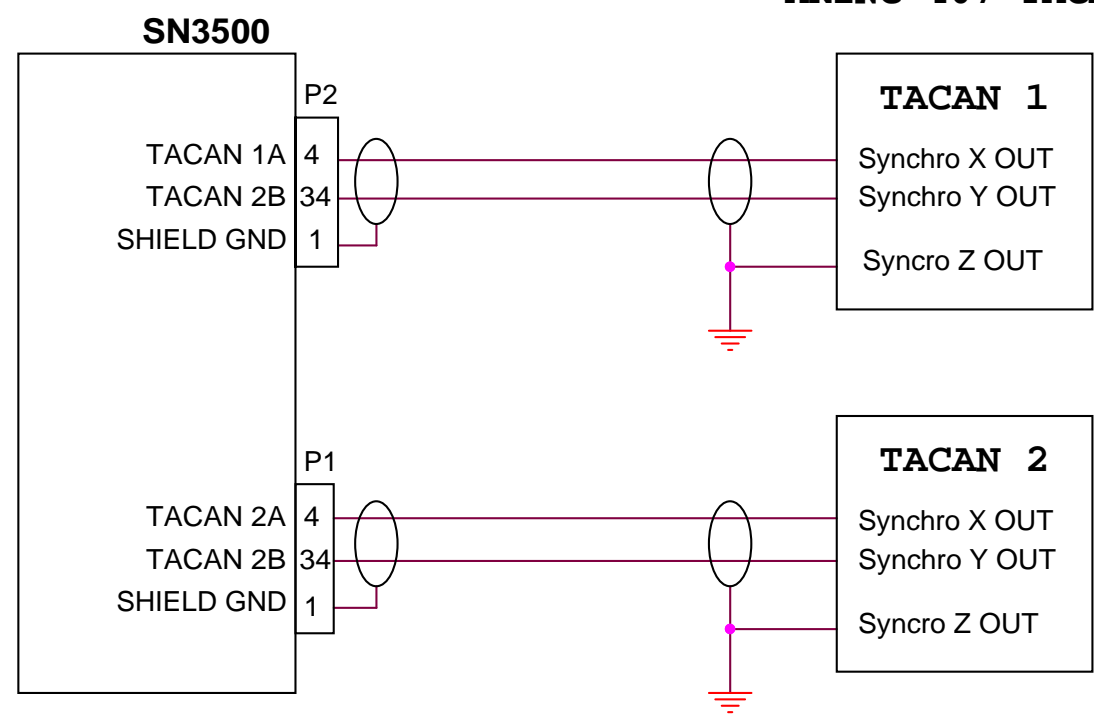 SN3500
P2
TACAN 1
TACAN 1A 4 Synchro X OUT
TACAN 2B 34 Synchro Y OUT
SHIELD GND 1
Syncro Z OUT
P1
TACAN 2
TACAN 2A 4 Synchro X OUT
TACAN 2B 34 Synchro Y OUT
SHIELD GND 1
Syncro Z OUT